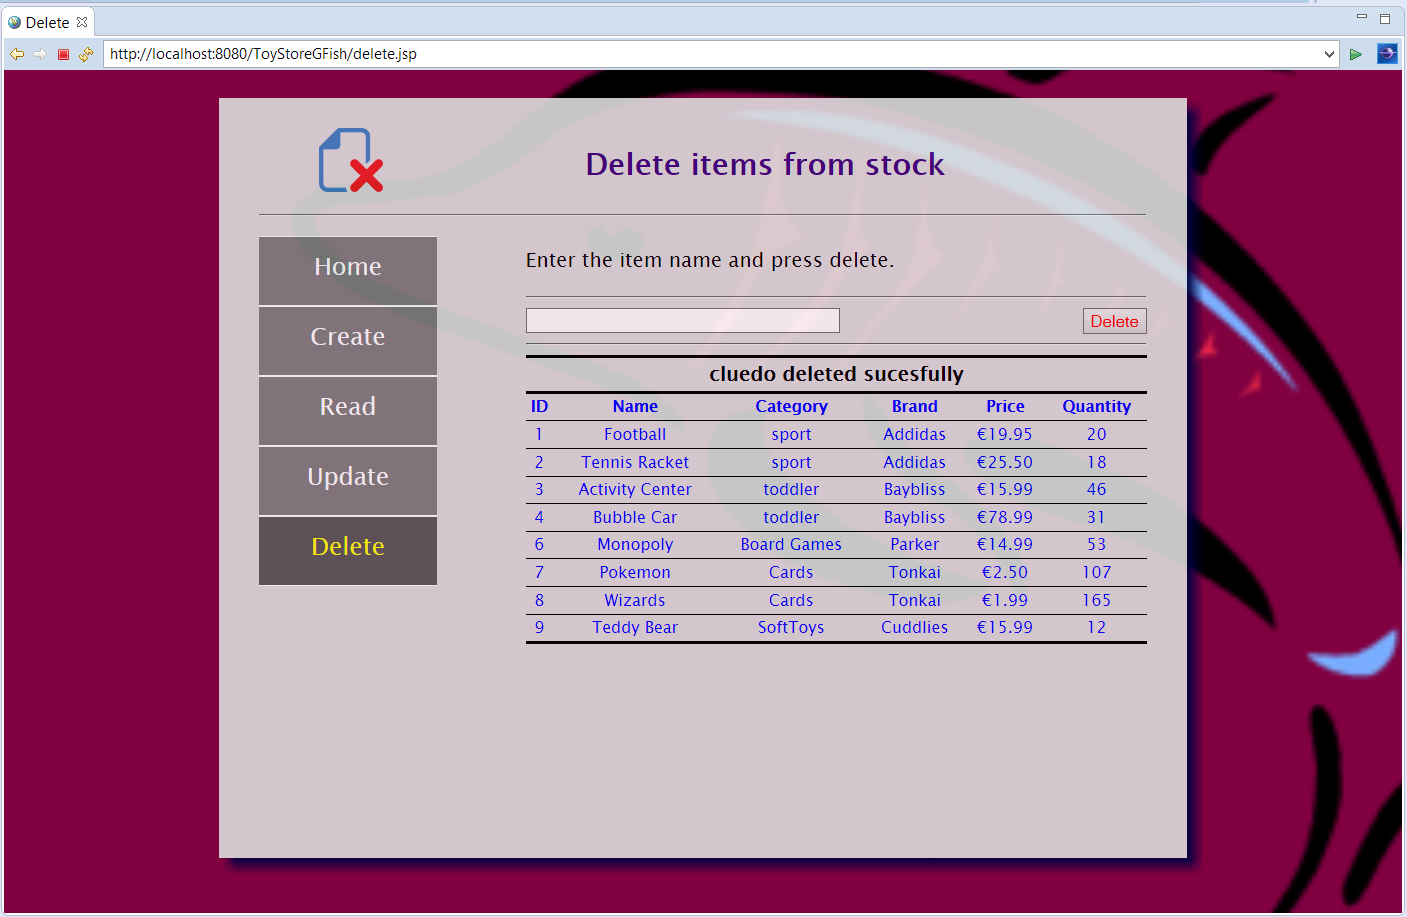 Delete
http://localhost:8080/ToyStoreGFish/delete.jsp
Delete items from stock
Home
Create
Read
Update
Delete
Enter the item name and press delete.
Delete
cluedo deleted sucesfully
ID Name Category Brand Price Quantity
1 Football sport Addidas €19.95 20
2 Tennis Racket sport Addidas €25.50 18
3 Activity Center toddler Baybliss €15.99 46
4 Bubble Car toddler Baybliss €78.99 31
6 Monopoly Board Games Parker €14.99 53
7 Pokemon Cards Tonkai €2.50 107
8 Wizards Cards Tonkai €1.99 165
9 Teddy Bear SoftToys Cuddlies €15.99 12